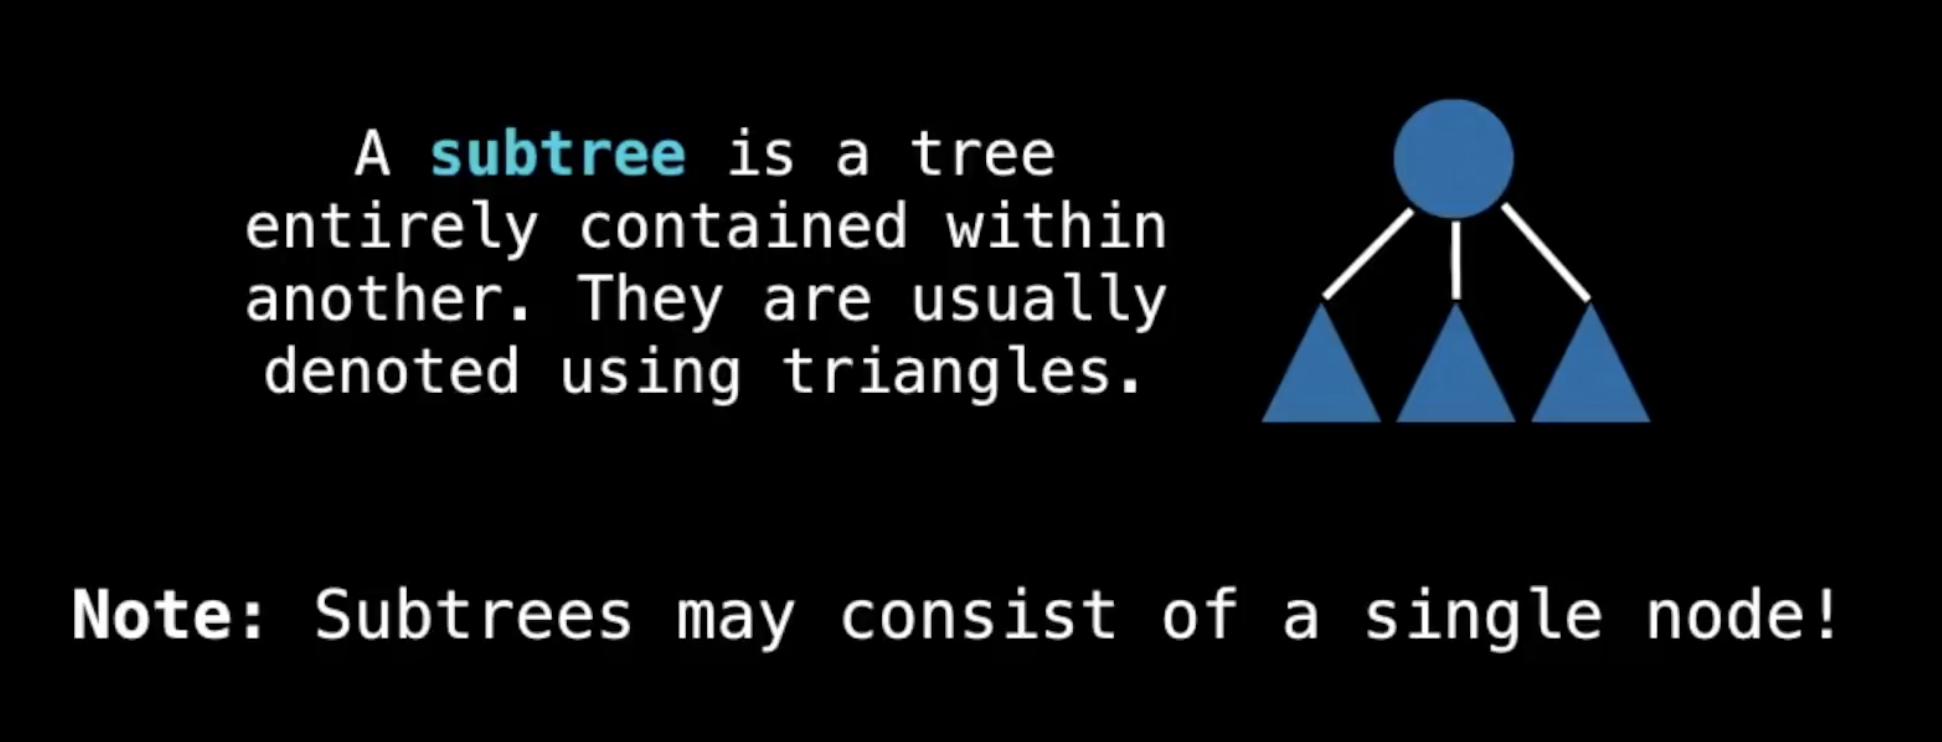 A subtree is a tree
entirely contained within
another. They are usually
denoted using triangles.
Note: Subtrees may consist of a single node!